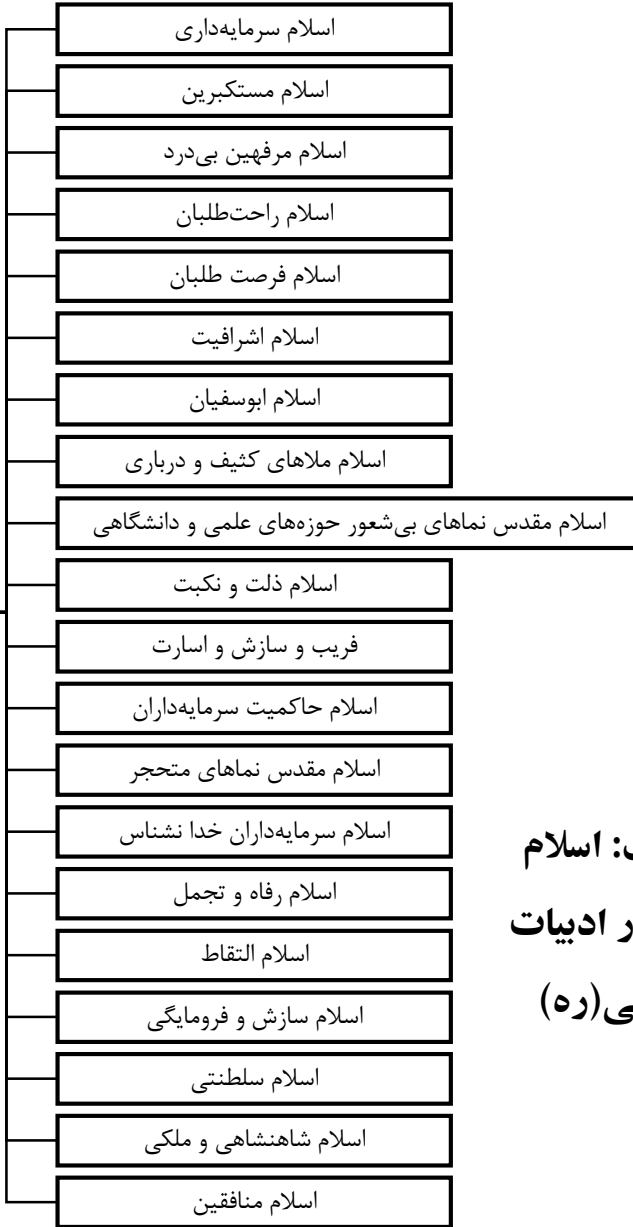 اسلام سرمایه‌داری
اسلام مستکبرین
اسلام مرفهین بی‌درد
اسلام راحت‌طلبان
اسلام فرصت طلبان
اسلام اشرافیت
اسلام ابوسفیان
اسلام ملاهای کثیف و درباری
اسلام مقدس نماهای بی‌شعور حوزه‌های علمی و دانشگاهی
اسلام ذلت و نکبت
فریب و سازش و اسارت
اسلام حاکمیت سرمایه‌داران
اسلام مقدس نماهای متحجر
اسلام سرمایه‌داران خدا نشناس
اسلام رفاه و تجمل
اسلام التقاط
اسلام سازش و فرومایگی
اسلام سلطنتی
اسلام شاهنشاهی و ملکی
اسلام منافقین
: اسلام
ادبیات
(ره)